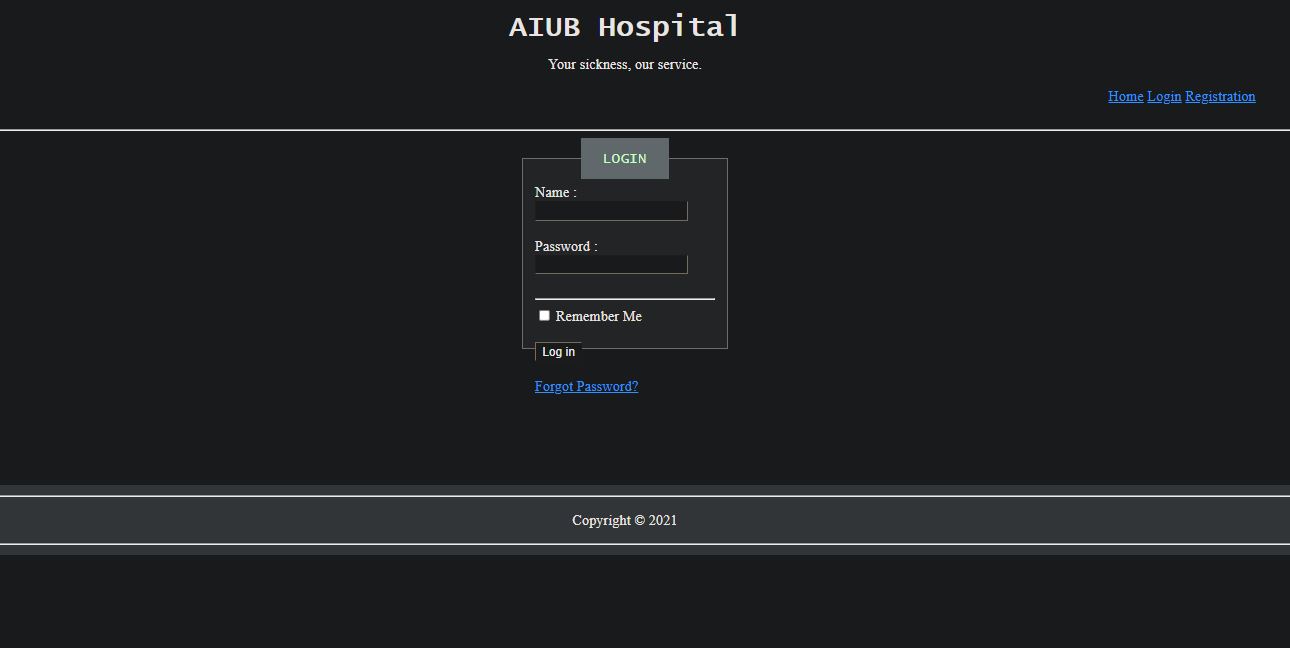 AIUB Hospital
Your sickness, our service.
Home Login Registration
LOGIN
Name :
Password :
Remember Me
Log in
Forgot Password?
Copyright © 2021